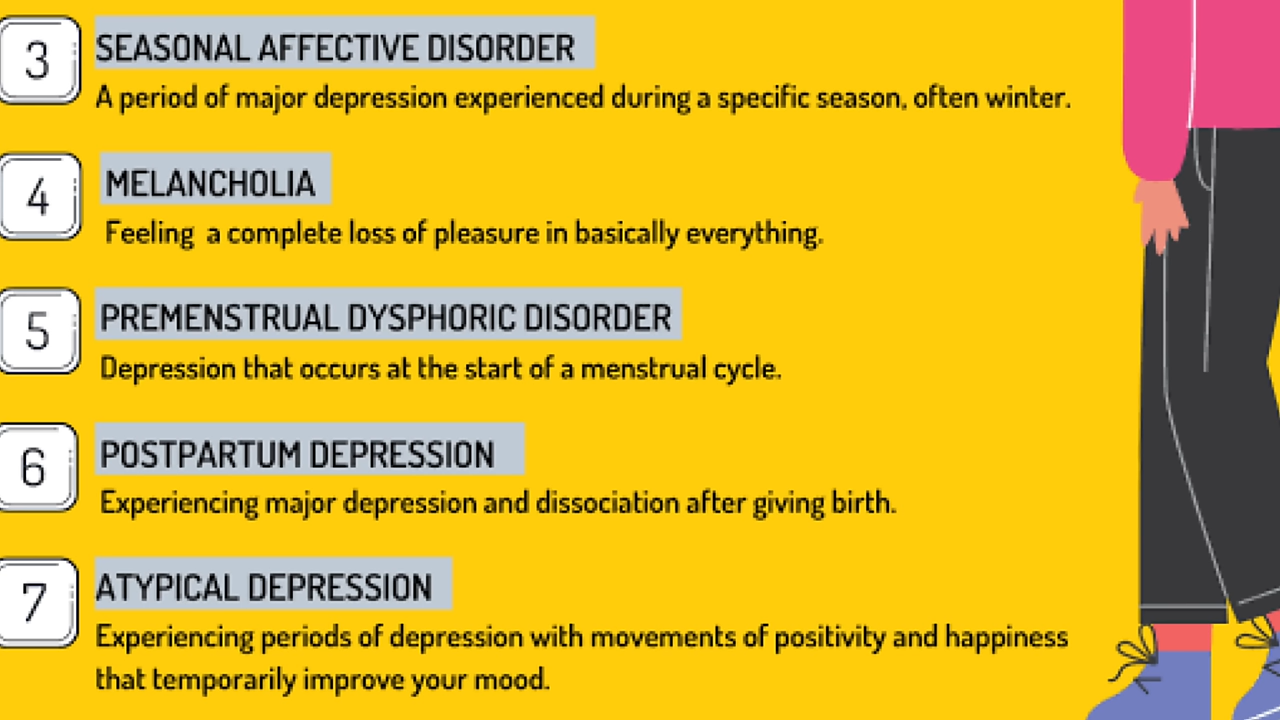 3
SEASONAL AFFECTIVE DISORDER
A period of major depression experienced during a specific season, often winter.
4
MELANCHOLIA
Feeling a complete loss of pleasure in basically everything.
5
PREMENSTRUAL DYSPHORIC DISORDER
Depression that occurs at the start of a menstrual cycle.
6
POSTPARTUM DEPRESSION
Experiencing major depression and dissociation after giving birth.
7
ATYPICAL DEPRESSION
Experiencing periods of depression with movements of positivity and happiness
that temporarily improve your mood.